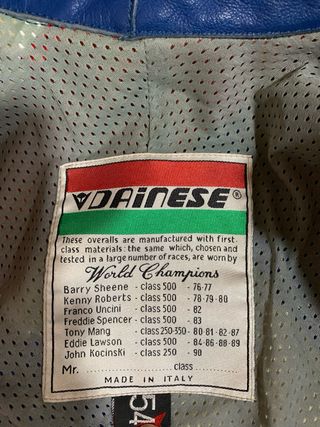 DAiNESE®
These overalls are manufactured with first-
class materials: the same which, chosen and
tested in a large number of races, are worn by
World Champions
Barry Sheene - class 500 - 76-77
Kenny Roberts - class 500 - 78-79-80
Franco Uncini - class 500 - 82
Freddie Spencer - class 500 - 83
Tony Mang - class 250-350 - 80-81-82-87
Eddie Lawson - class 500 - 84-86-88-89
John Kocinski - class 250 - 90
Mr. .................... class ..............
MADE IN ITALY
54